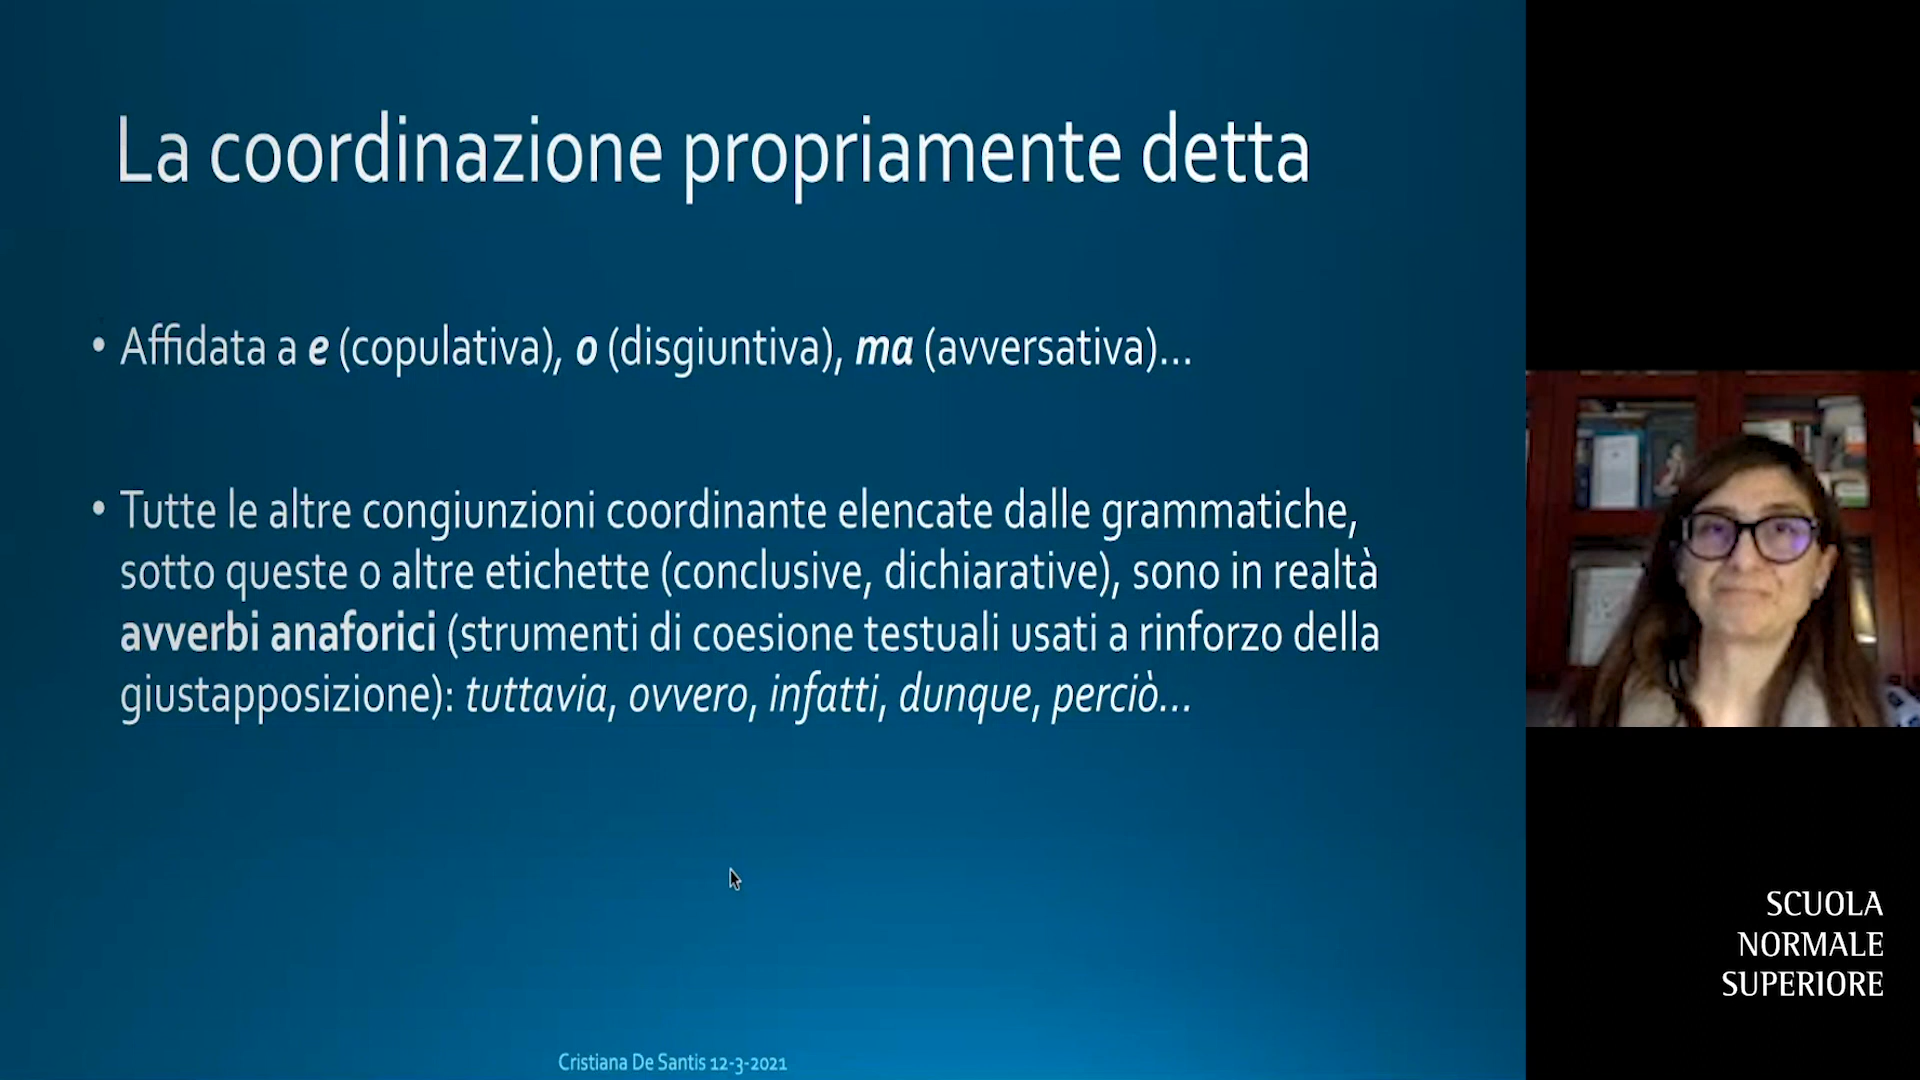 La coordinazione propriamente detta
• Affidata a e (copulativa), o (disgiuntiva), ma (avversativa)...
• Tutte le altre congiunzioni coordinante elencate dalle grammatiche,
sotto queste o altre etichette (conclusive, dichiarative), sono in realtà
avverbi anaforici (strumenti di coesione testuali usati a rinforzo della
giustapposizione): tuttavia, ovvero, infatti, dunque, perciò...
Cristiana De Santis 12-3-2021
SCUOLA
NORMALE
SUPERIORE